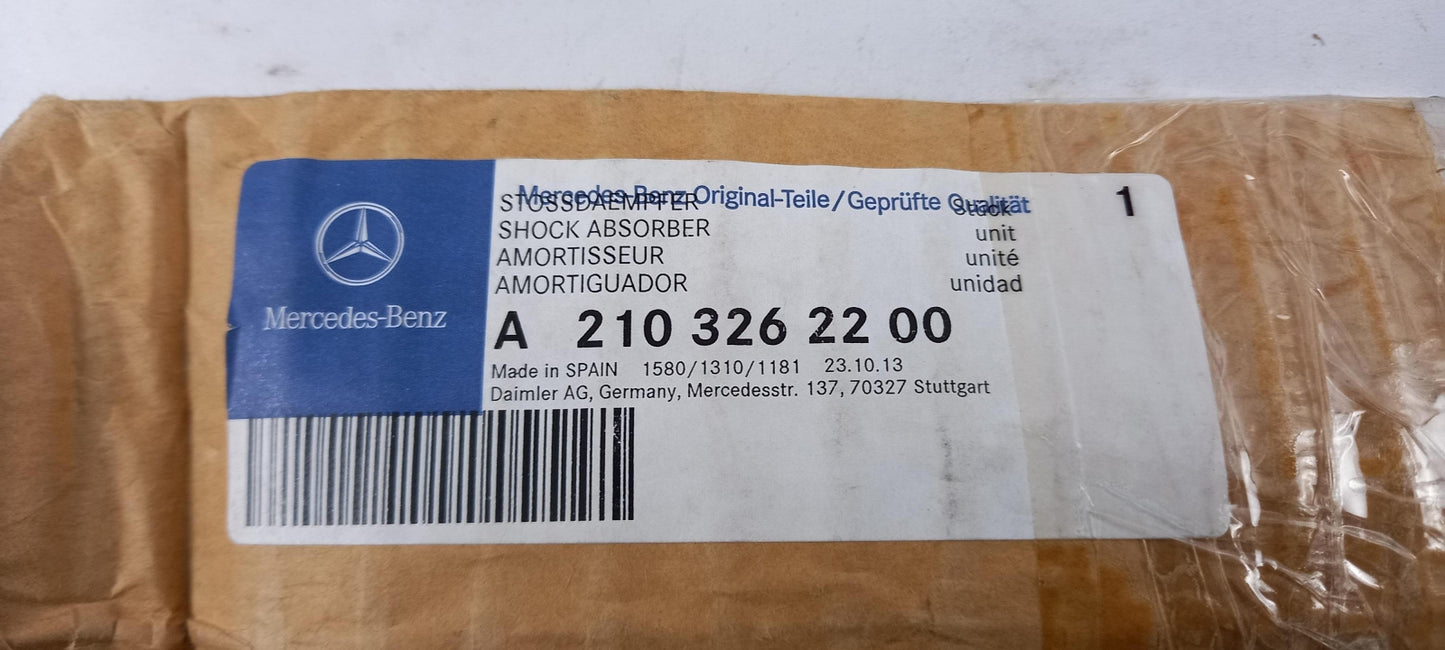 Mercedes-Benz Original-Teile/Geprüfte Qualität
1
STOSSDAEMPFER Stück
SHOCK ABSORBER unit
AMORTISSEUR unité
AMORTIGUADOR unidad
Mercedes-Benz
A 210 326 22 00
Made in SPAIN 1580/1310/1181 23.10.13
Daimler AG, Germany, Mercedesstr. 137, 70327 Stuttgart